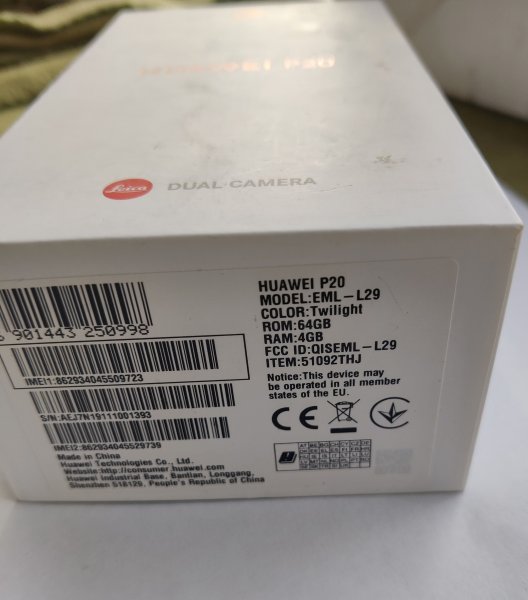 HUAWEI P20
Leica DUAL CAMERA
HUAWEI P20
MODEL:EML-L29
COLOR:Twilight
ROM:64GB
RAM:4GB
FCC ID:QISEML-L29
ITEM:51092THJ
Notice:This device may
be operated in all member
states of the EU.
CE
901443 250998
IMEI1:862934045509723
S/N:AEJ7N19111001393
IMEI2:862934045529739
Made in China
Huawei Technologies Co., Ltd.
Website: http://consumer.huawei.com
Huawei Industrial Base, Bantian, Longgang,
Shenzhen 518129, People's Republic of China